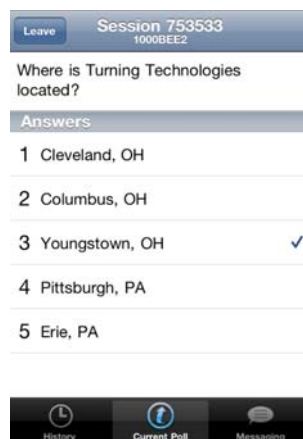 Leave
Session 753533
1000BEE2
Where is Turning Technologies
located?
Answers
1 Cleveland, OH
2 Columbus, OH
3 Youngstown, OH
4 Pittsburgh, PA
5 Erie, PA
History
Current Poll
Messaging